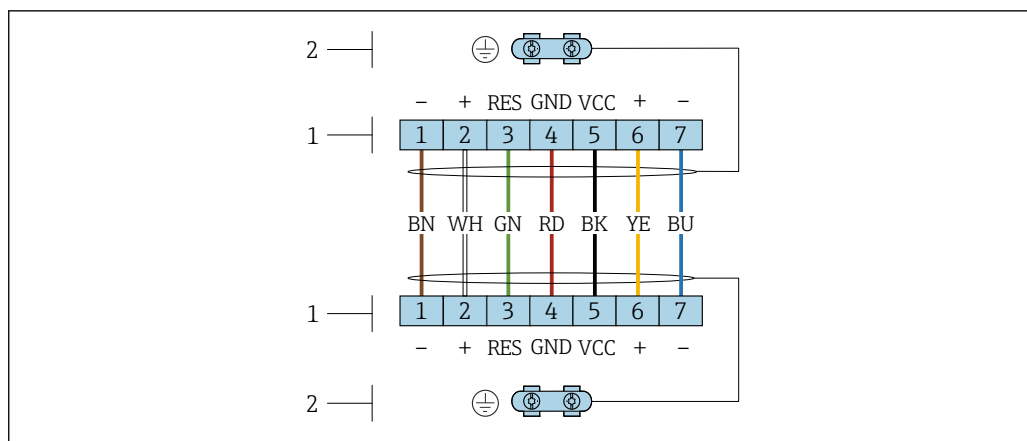 2
− + RES GND VCC + −
1 1 2 3 4 5 6 7
BN WH GN RD BK YE BU
1 1 2 3 4 5 6 7
− + RES GND VCC + −
2